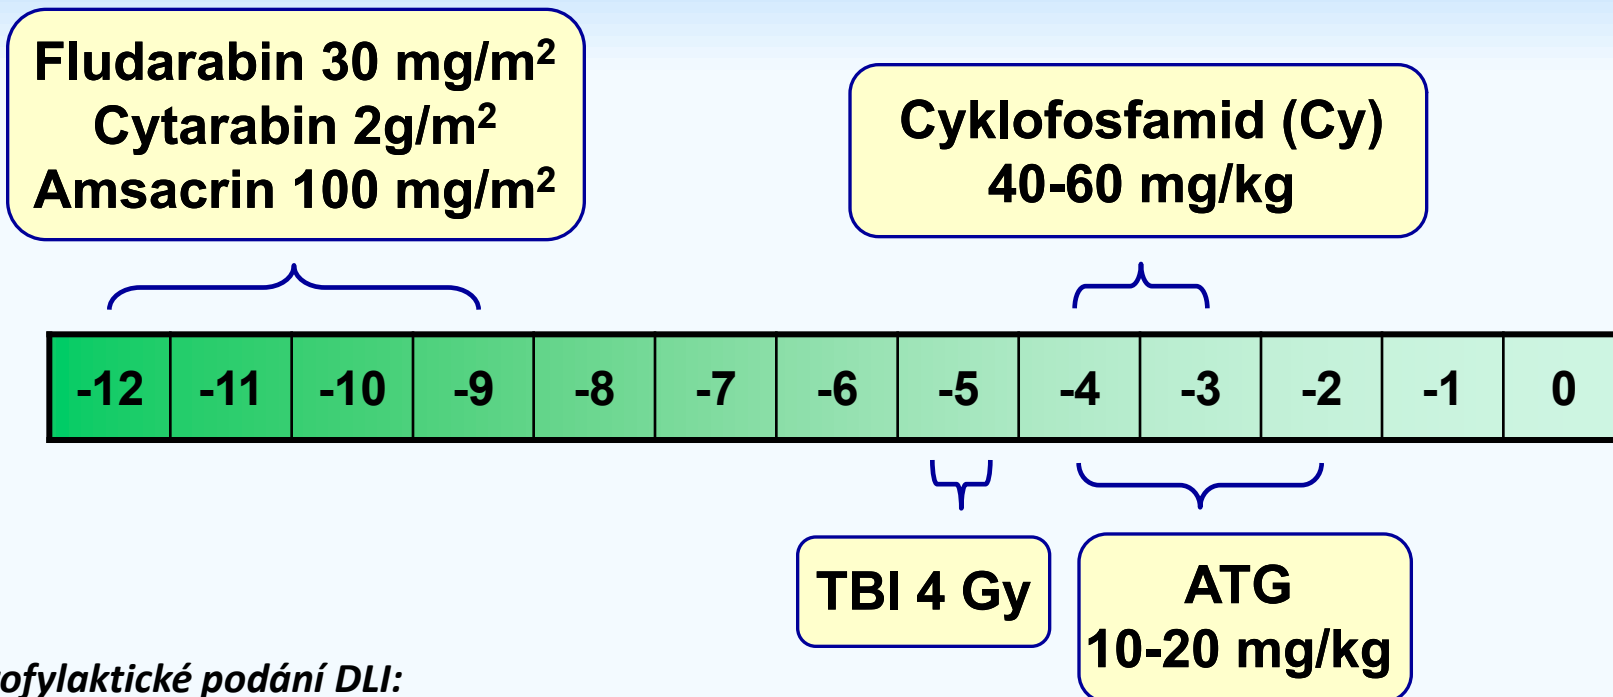 Fludarabin 30 mg/m²
Cytarabin 2g/m²
Amsacrin 100 mg/m²
Cyklofosfamid (Cy)
40-60 mg/kg
-12 -11 -10 -9 -8 -7 -6 -5 -4 -3 -2 -1 0
TBI 4 Gy
ATG
10-20 mg/kg
podání DLI: